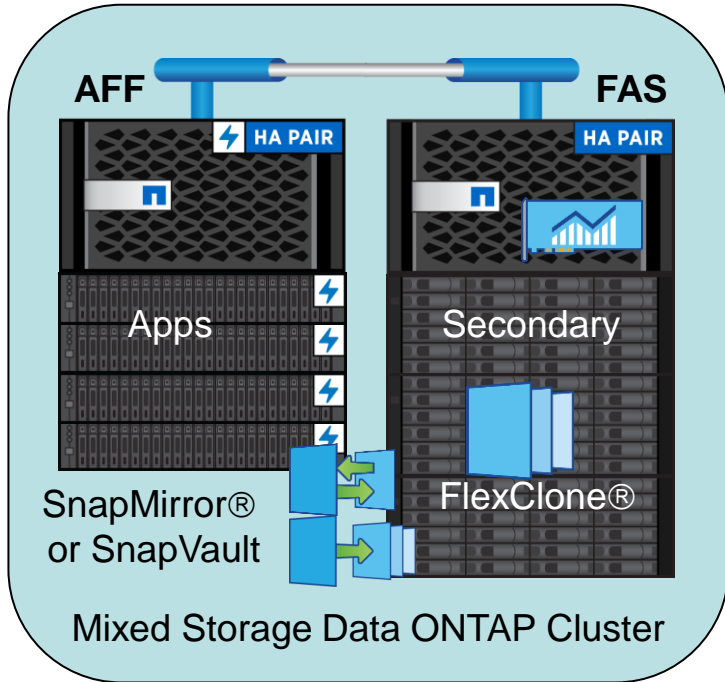 AFF
FAS
HA PAIR
HA PAIR
Apps
Secondary
SnapMirror®
or SnapVault
FlexClone®
Mixed Storage Data ONTAP Cluster